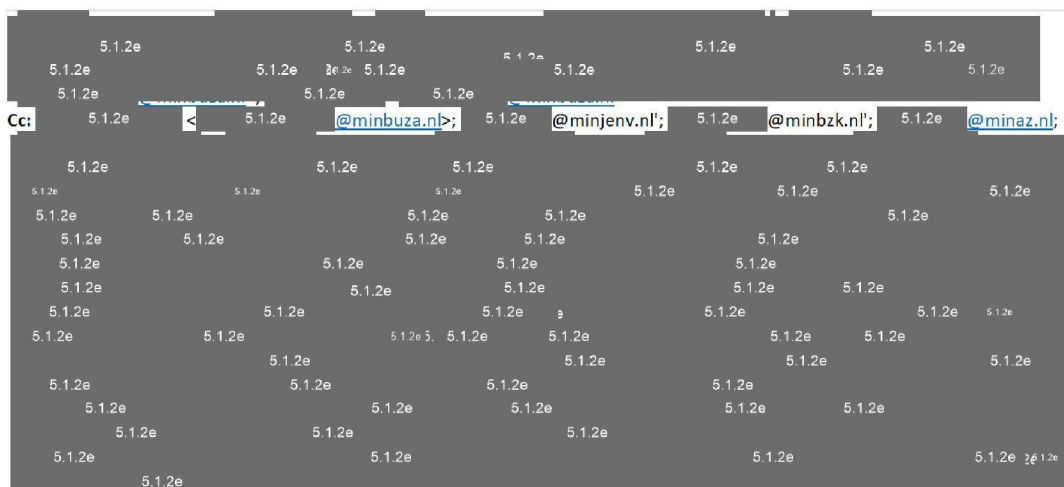 5.1.2e 5.1.2e 5.1.2e 5.1.2e 5.1.2e
5.1.2e 5.1.2e 5.1.2e 5.1.2e 5.1.2e 5.1.2e 5.1.2e
5.1.2e 5.1.2e 5.1.2e
Cc: 5.1.2e < 5.1.2e @minbuza.nl>; 5.1.2e @minjenv.nl'; 5.1.2e @minbzk.nl'; 5.1.2e @minaz.nl;
5.1.2e 5.1.2e 5.1.2e 5.1.2e 5.1.2e
5.1.2e 5.1.2e 5.1.2e 5.1.2e 5.1.2e 5.1.2e
5.1.2e 5.1.2e 5.1.2e 5.1.2e 5.1.2e
5.1.2e 5.1.2e 5.1.2e 5.1.2e 5.1.2e
5.1.2e 5.1.2e 5.1.2e 5.1.2e
5.1.2e 5.1.2e 5.1.2e 5.1.2e 5.1.2e
5.1.2e 5.1.2e 5.1.2e 5.1.2e 5.1.2e 5.1.2e
5.1.2e 5.1.2e 5.1.2e 5. 5.1.2e 5.1.2e 5.1.2e 5.1.2e
5.1.2e 5.1.2e 5.1.2e 5.1.2e
5.1.2e 5.1.2e 5.1.2e 5.1.2e
5.1.2e 5.1.2e 5.1.2e 5.1.2e 5.1.2e
5.1.2e 5.1.2e 5.1.2e
5.1.2e 5.1.2e 5.1.2e 5.1.2e 5.1.2e
5.1.2e